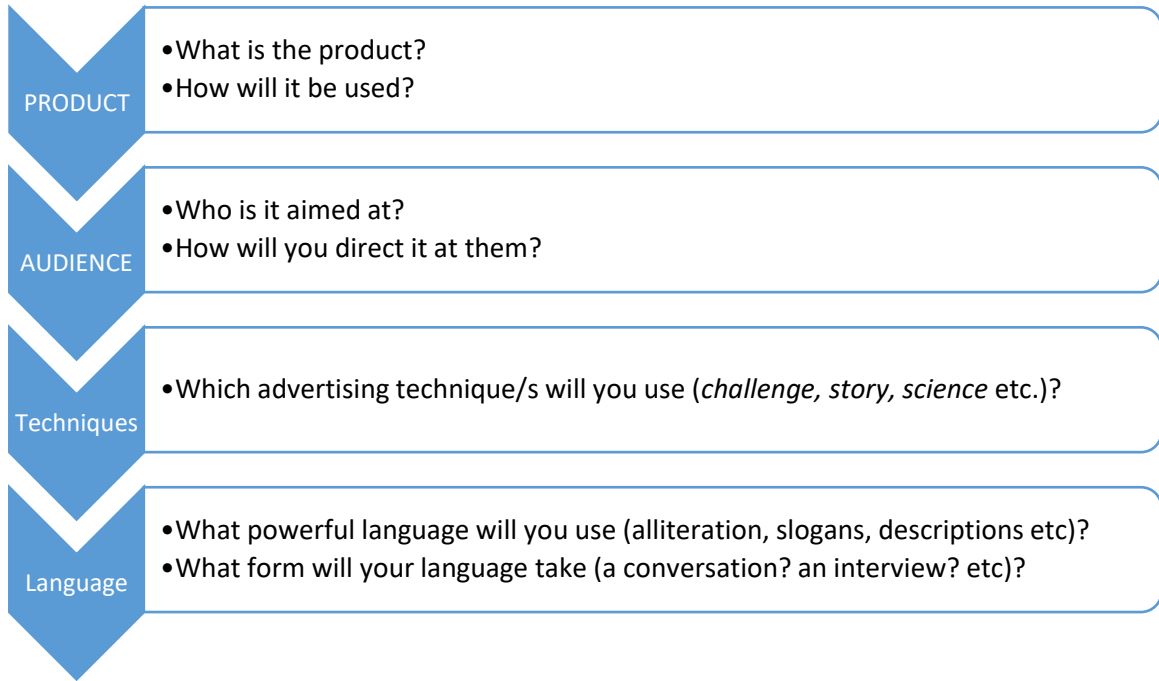 PRODUCT
•What is the product?
•How will it be used?
AUDIENCE
•Who is it aimed at?
•How will you direct it at them?
Techniques
•Which advertising technique/s will you use (challenge, story, science etc.)?
Language
•What powerful language will you use (alliteration, slogans, descriptions etc)?
•What form will your language take (a conversation? an interview? etc)?